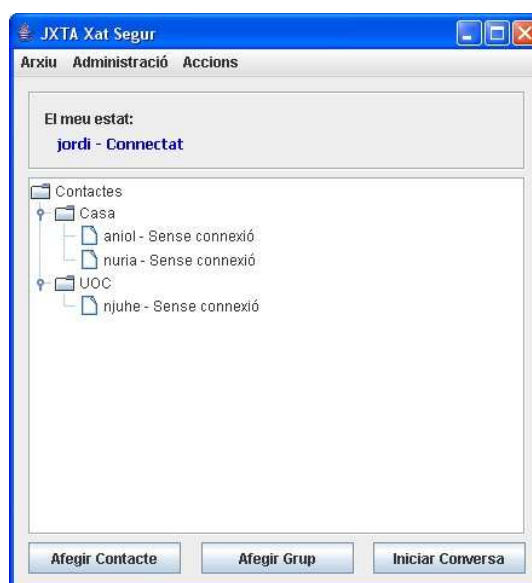 JXTA Xat Segur
Arxiu Administració Accions
El meu estat:
jordi - Connectat
Contactes
Casa
aniol - Sense connexió
nuria - Sense connexió
UOC
njuhe - Sense connexió
Afegir Contacte Afegir Grup Iniciar Conversa